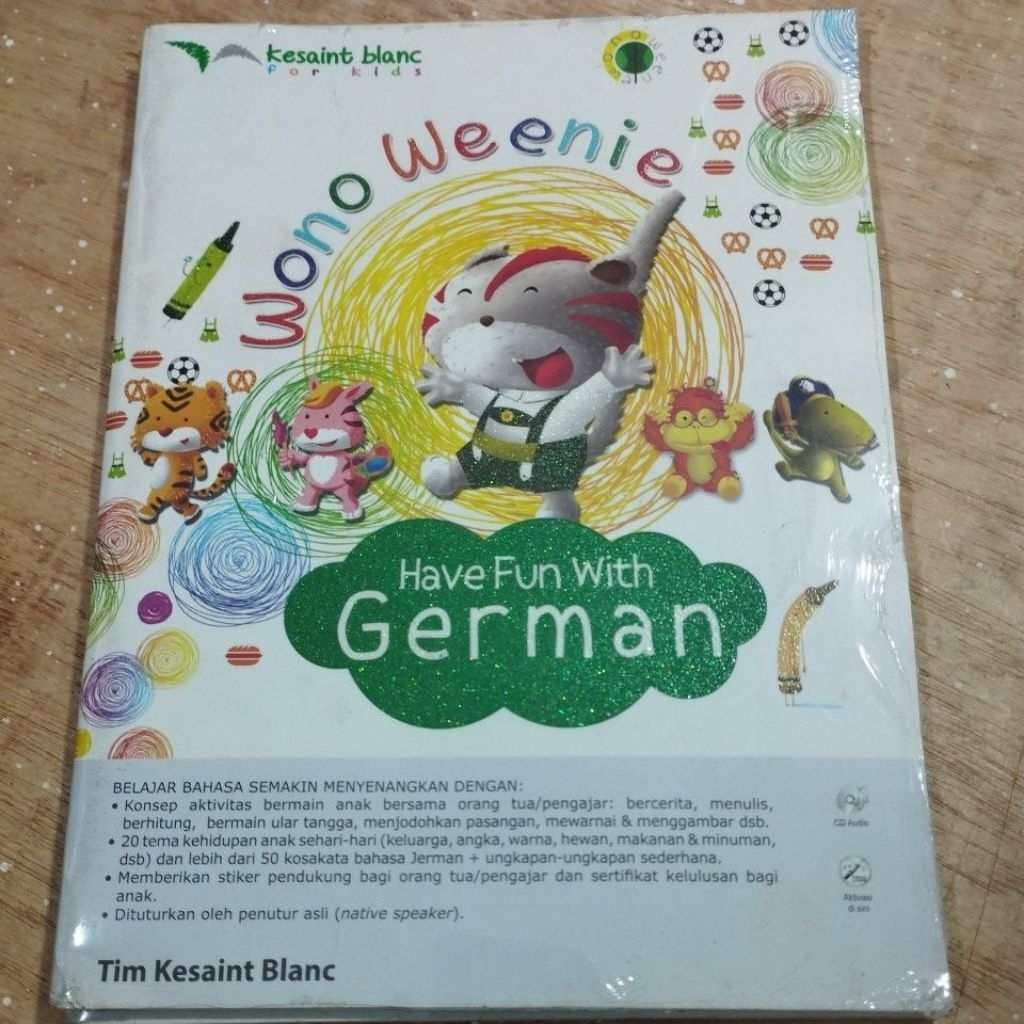 Kesaint blanc
for kids
wono weenie
Wono Weenie
Have Fun With
German
BELAJAR BAHASA SEMAKIN MENYENANGKAN DENGAN:
• Konsep aktivitas bermain anak bersama orang tua/pengajar: bercerita, menulis,
berhitung, bermain ular tangga, menjodohkan pasangan, mewarnai & menggambar dsb.
• 20 tema kehidupan anak sehari-hari (keluarga, angka, warna, hewan, makanan & minuman,
dsb) dan lebih dari 50 kosakata bahasa Jerman + ungkapan-ungkapan sederhana.
• Memberikan stiker pendukung bagi orang tua/pengajar dan sertifikat kelulusan bagi
anak.
• Dituturkan oleh penutur asli (native speaker).
CD Audio
Aktivasi
di sini
Tim Kesaint Blanc